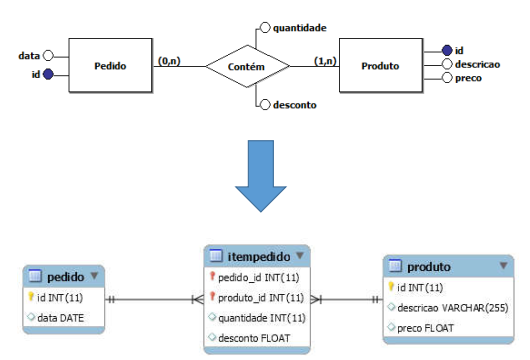 quantidade
data
id
Pedido
(0,n)
Contém
(1,n)
Produto
id
descricao
preco
desconto
pedido
id INT(11)
data DATE
itempedido
pedido_id INT(11)
produto_id INT(11)
quantidade INT(11)
desconto FLOAT
produto
id INT(11)
descricao VARCHAR(255)
preco FLOAT